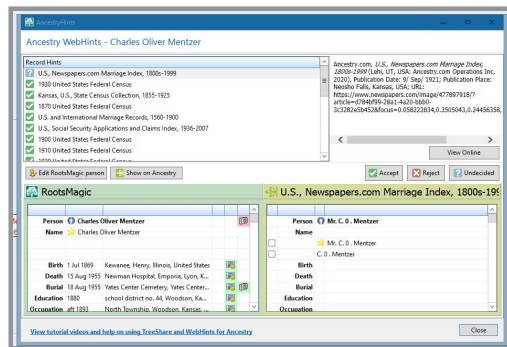 AncestryHints
Ancestry WebHints - Charles Oliver Mentzer
Record Hints
U.S., Newspapers.com Marriage Index, 1800s-1999
1930 United States Federal Census
Kansas, U.S., State Census Collection, 1855-1925
1870 United States Federal Census
U.S. and International Marriage Records, 1560-1900
U.S., Social Security Applications and Claims Index, 1936-2007
1900 United States Federal Census
1910 United States Federal Census
1920 United States Federal Census
Ancestry.com, U.S., Newspapers.com Marriage Index,
1800s-1999 (Lehi, UT, USA: Ancestry.com Operations Inc,
2020), Publication Date: 9/ Sep/ 1921; Publication Place:
Neosho Falls, Kansas, USA; URL:
https://www.newspapers.com/image/477897918/?
article=d784bf99-28a1-4a20-bbb0-
3c3282e5b452&focus=0.058222834,0.3505043,0.24456358,
View Online
Edit RootsMagic person
Show on Ancestry
Accept
Reject
Undecided
RootsMagic
Person Charles Oliver Mentzer
Name Charles Oliver Mentzer
Birth 1 Jul 1869 Kewanee, Henry, Illinois, United States
Death 15 Aug 1955 Newman Hospital, Emporia, Lyon, K...
Burial 18 Aug 1955 Yates Center Cemetery, Yates Center...
Education 1880 school district no. 44, Woodson, Ka...
Occupation aft 1893 North Township, Woodson, Kansas, ...
U.S., Newspapers.com Marriage Index, 1800s-199
Person Mr. C. O . Mentzer
Name
Mr. C. O . Mentzer
C. O . Mentzer
Birth
Death
Burial
Education
Occupation
View tutorial videos and help on using TreeShare and WebHints for Ancestry
Close